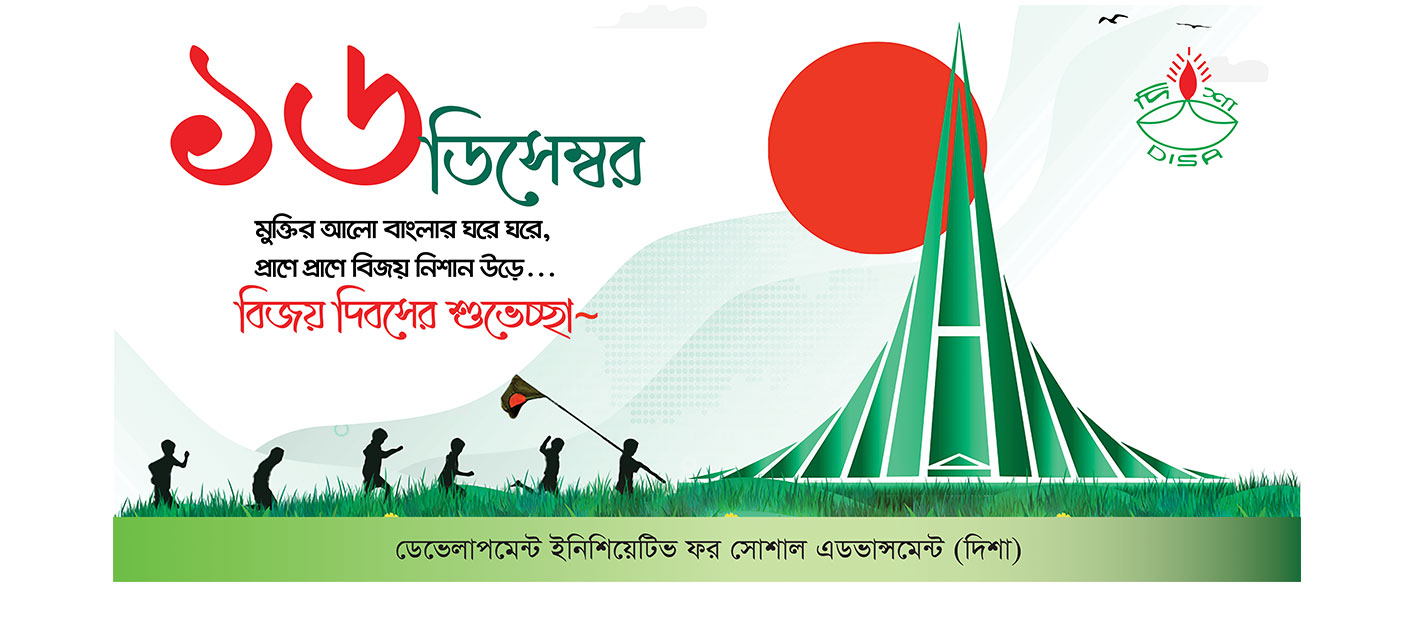 ১৬ ডিসেম্বর
মুক্তির আলো বাংলার ঘরে ঘরে,
প্রাণে প্রাণে বিজয় নিশান উড়ে...
বিজয় দিবসের শুভেচ্ছা~
দিশা
DISA
ডেভেলাপমেন্ট ইনিশিয়েটিভ ফর সোশাল এডভান্সমেন্ট (দিশা)